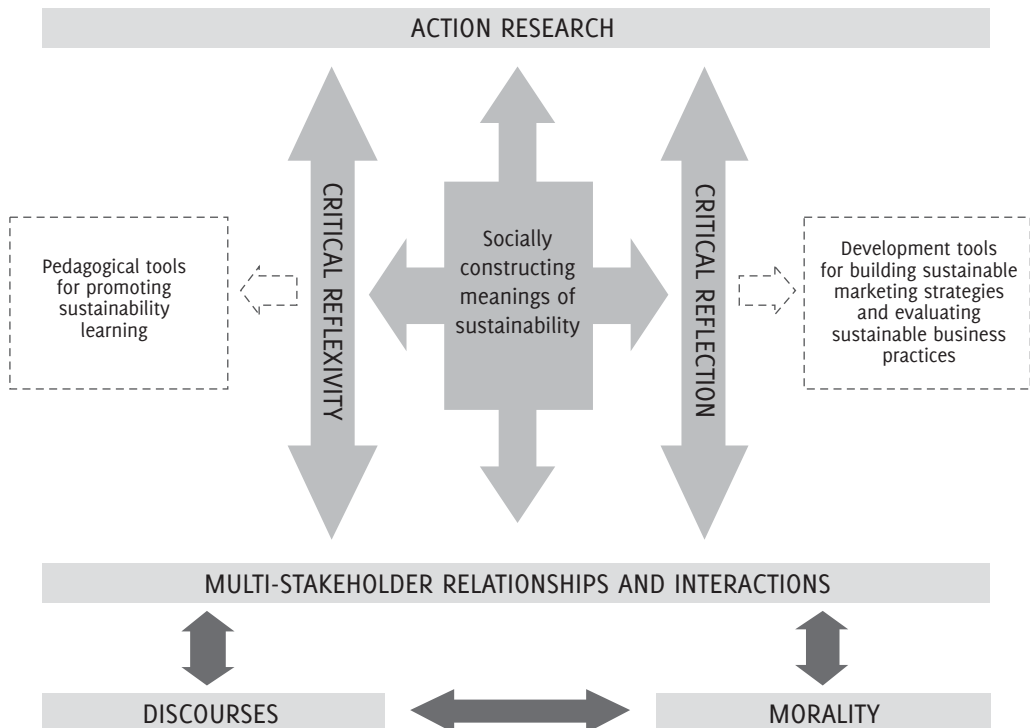 ACTION RESEARCH
CRITICAL REFLEXIVITY
Socially
constructing
meanings of
sustainability
CRITICAL REFLECTION
Pedagogical tools
for promoting
sustainability
learning
Development tools
for building sustainable
marketing strategies
and evaluating
sustainable business
practices
MULTI-STAKEHOLDER RELATIONSHIPS AND INTERACTIONS
DISCOURSES
MORALITY